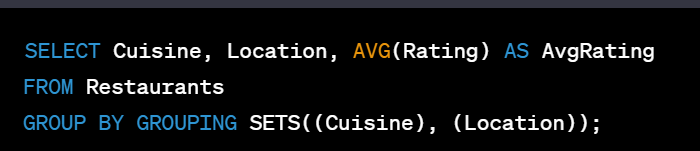 SELECT Cuisine, Location, AVG(Rating) AS AvgRating
FROM Restaurants
GROUP BY GROUPING SETS((Cuisine), (Location));